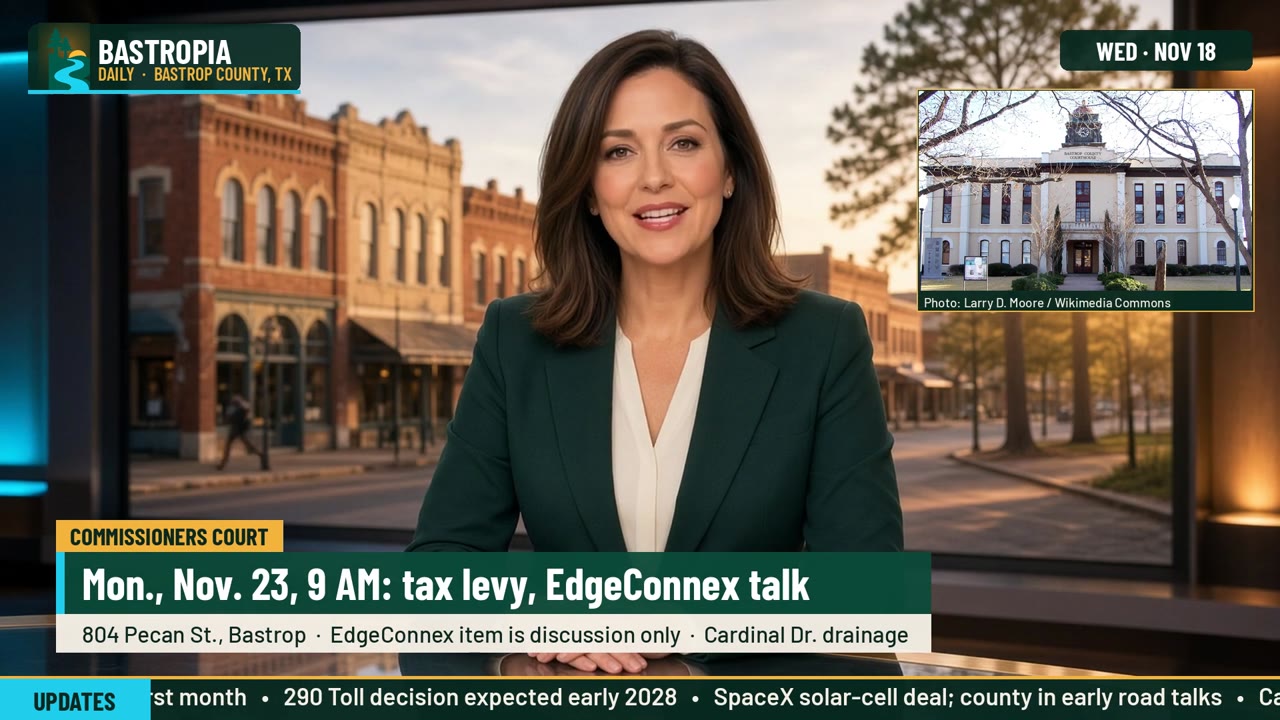 BASTROPIA
DAILY · BASTROP COUNTY, TX
WED · NOV 18
BASTROP COUNTY
COURTHOUSE
Photo: Larry D. Moore / Wikimedia Commons
COMMISSIONERS COURT
Mon., Nov. 23, 9 AM: tax levy, EdgeConnex talk
804 Pecan St., Bastrop · EdgeConnex item is discussion only · Cardinal Dr. drainage
UPDATES
rst month • 290 Toll decision expected early 2028 • SpaceX solar-cell deal; county in early road talks • Ca